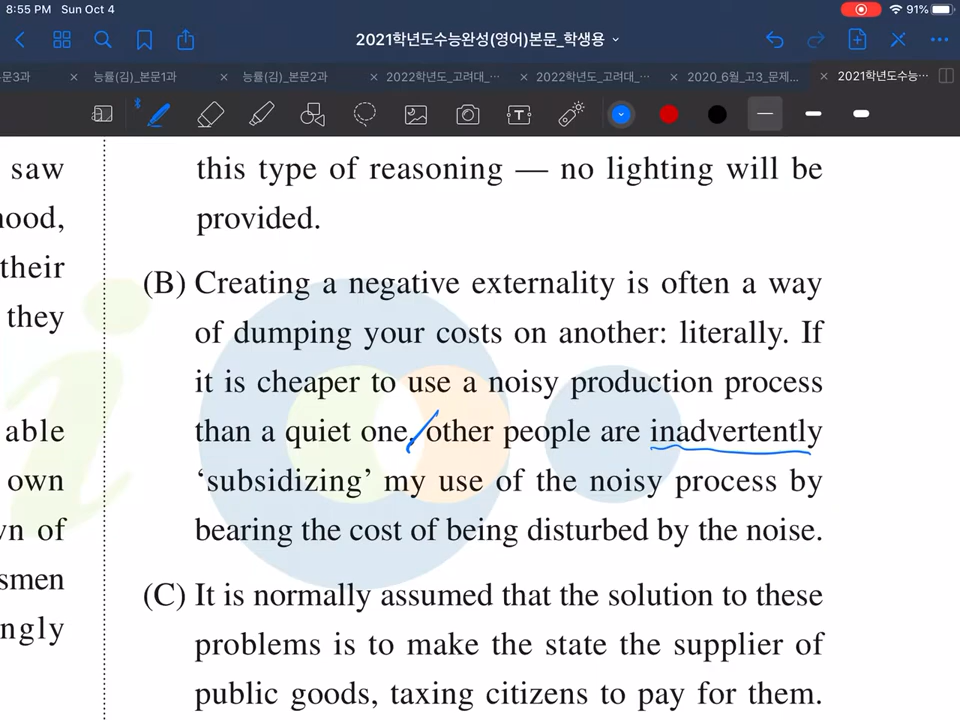 8:55 PM Sun Oct 4
91%
2021학년도수능완성(영어)본문_학생용
문3과
능률(김)_본문1과
능률(김)_본문2과
2022학년도_고려대_…
2022학년도_고려대_…
2020_6월_고3_문제…
2021학년도수능…
T
saw
this type of reasoning — no lighting will be
ood,
provided.
their
(B) Creating a negative externality is often a way
they
of dumping your costs on another: literally. If
it is cheaper to use a noisy production process
able
than a quiet one, other people are inadvertently
own
‘subsidizing’ my use of the noisy process by
n of
bearing the cost of being disturbed by the noise.
smen
(C) It is normally assumed that the solution to these
ngly
problems is to make the state the supplier of
public goods, taxing citizens to pay for them.